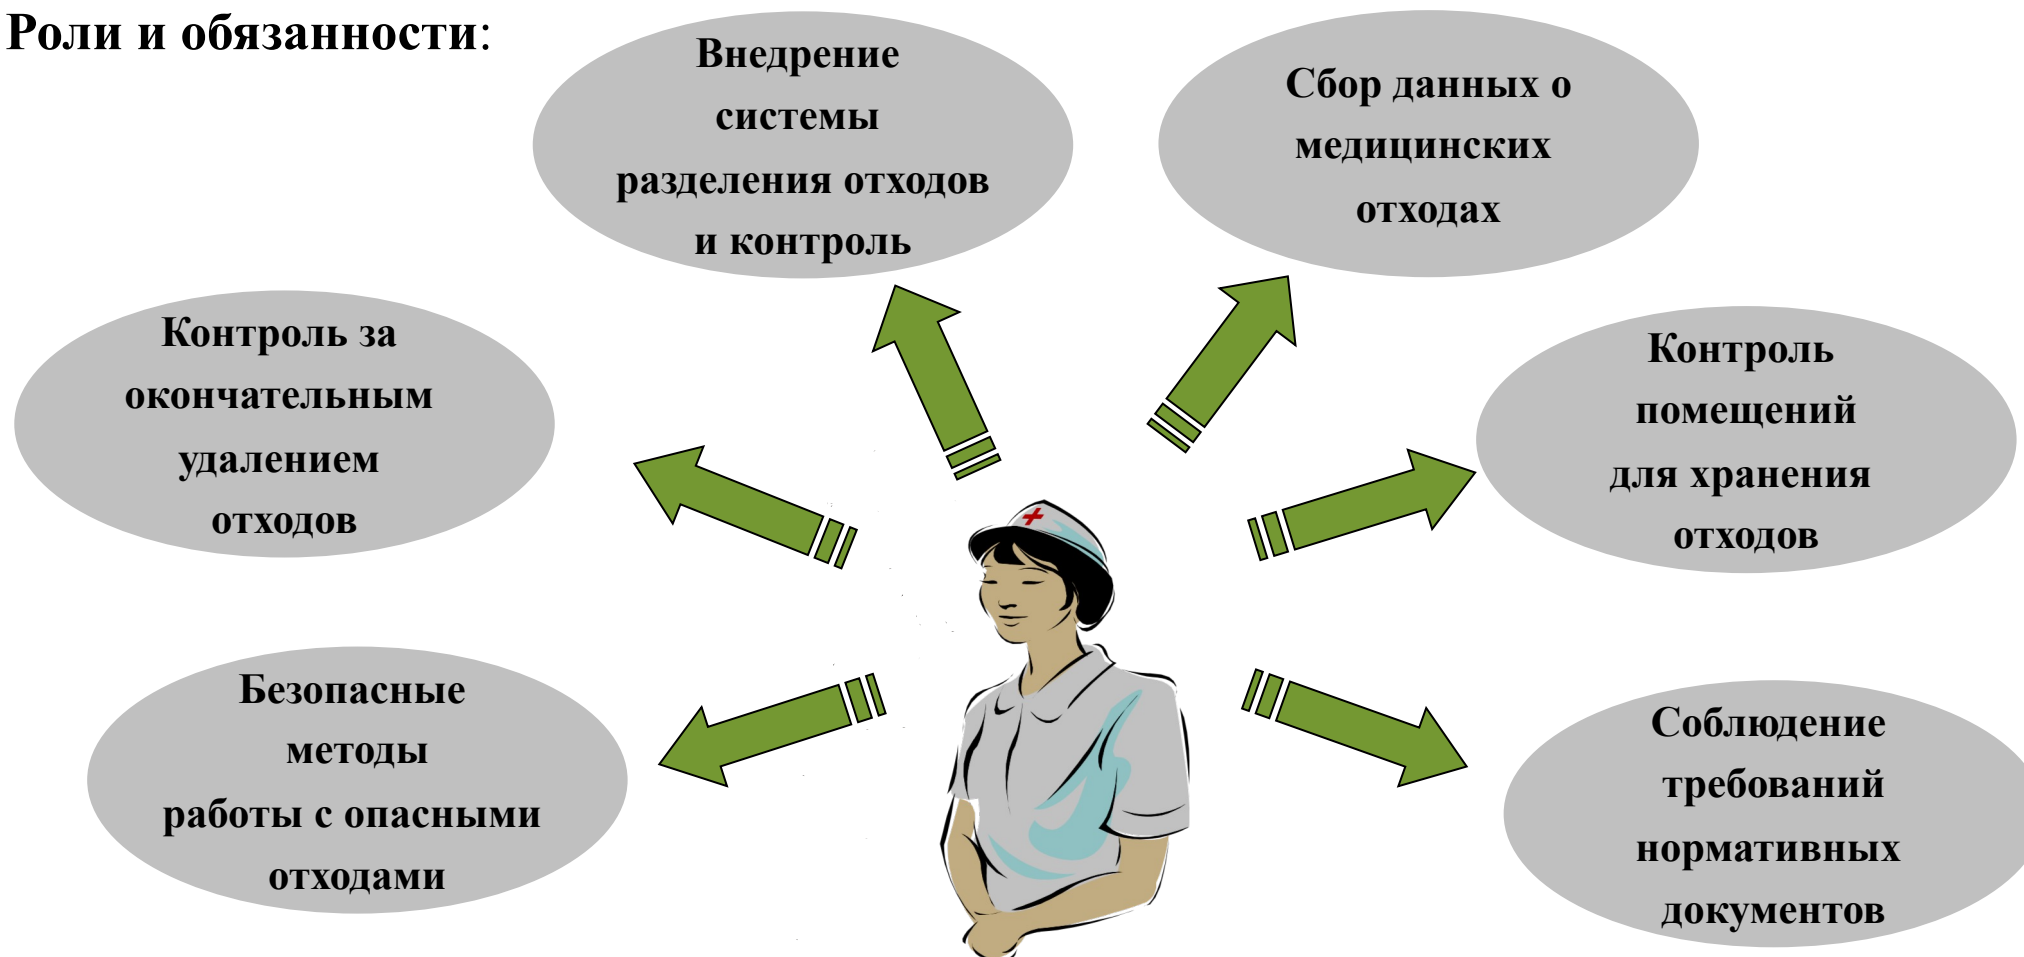 Роли и обязанности:
Внедрение
системы
разделения отходов
и контроль
Сбор данных о
медицинских
отходах
Контроль за
окончательным
удалением
отходов
Контроль
помещений
для хранения
отходов
Безопасные
методы
работы с опасными
отходами
Соблюдение
требований
нормативных
документов